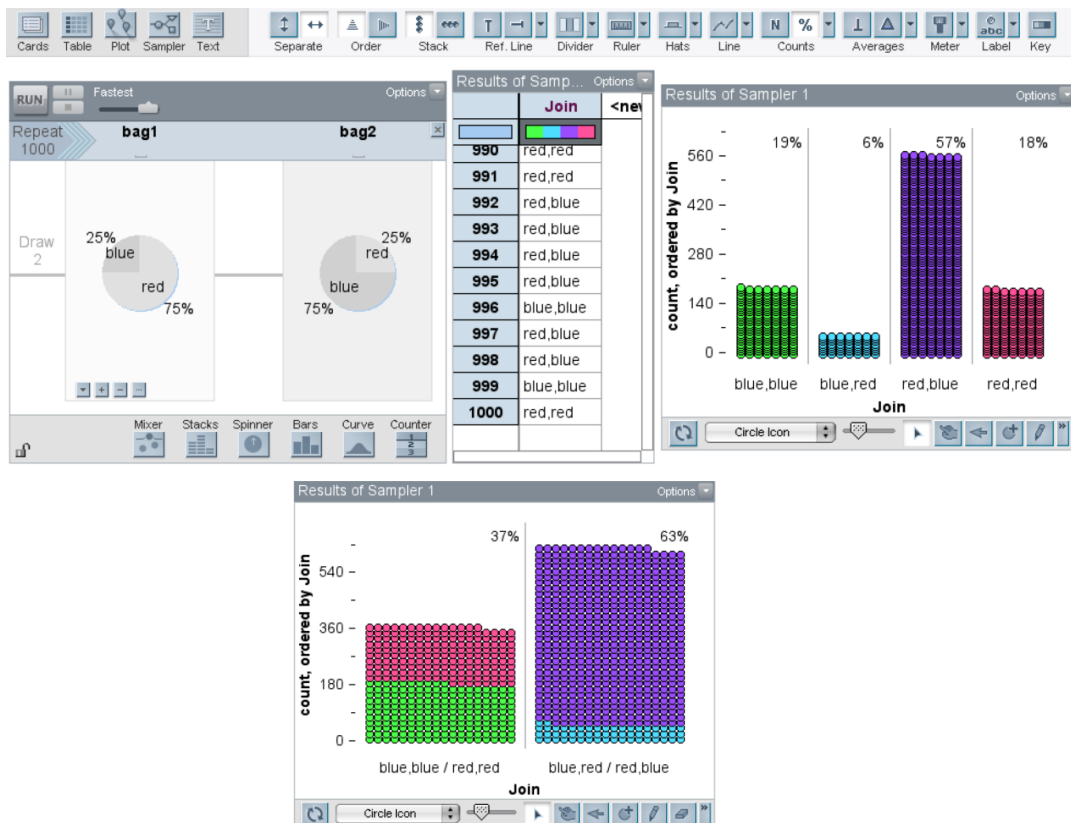 Cards Table Plot Sampler Text Separate Order Stack Ref. Line Divider Ruler Hats Line Counts Averages Meter Label Key
T N % abc
RUN Fastest Options
Repeat 1000 bag1 bag2
Draw 2
25% blue red 75%
25% red blue 75%
Mixer Stacks Spinner Bars Curve Counter
1 2 3
Results of Samp... Options
Join <nev
990 red,red
991 red,red
992 red,blue
993 red,blue
994 red,blue
995 red,blue
996 blue,blue
997 red,blue
998 red,blue
999 blue,blue
1000 red,red
Results of Sampler 1 Options
19% 6% 57% 18%
count, ordered by Join
560
420
280
140
0
blue,blue blue,red red,blue red,red
Join
Circle Icon
Results of Sampler 1 Options
37% 63%
count, ordered by Join
540
360
180
0
blue,blue / red,red blue,red / red,blue
Join
Circle Icon